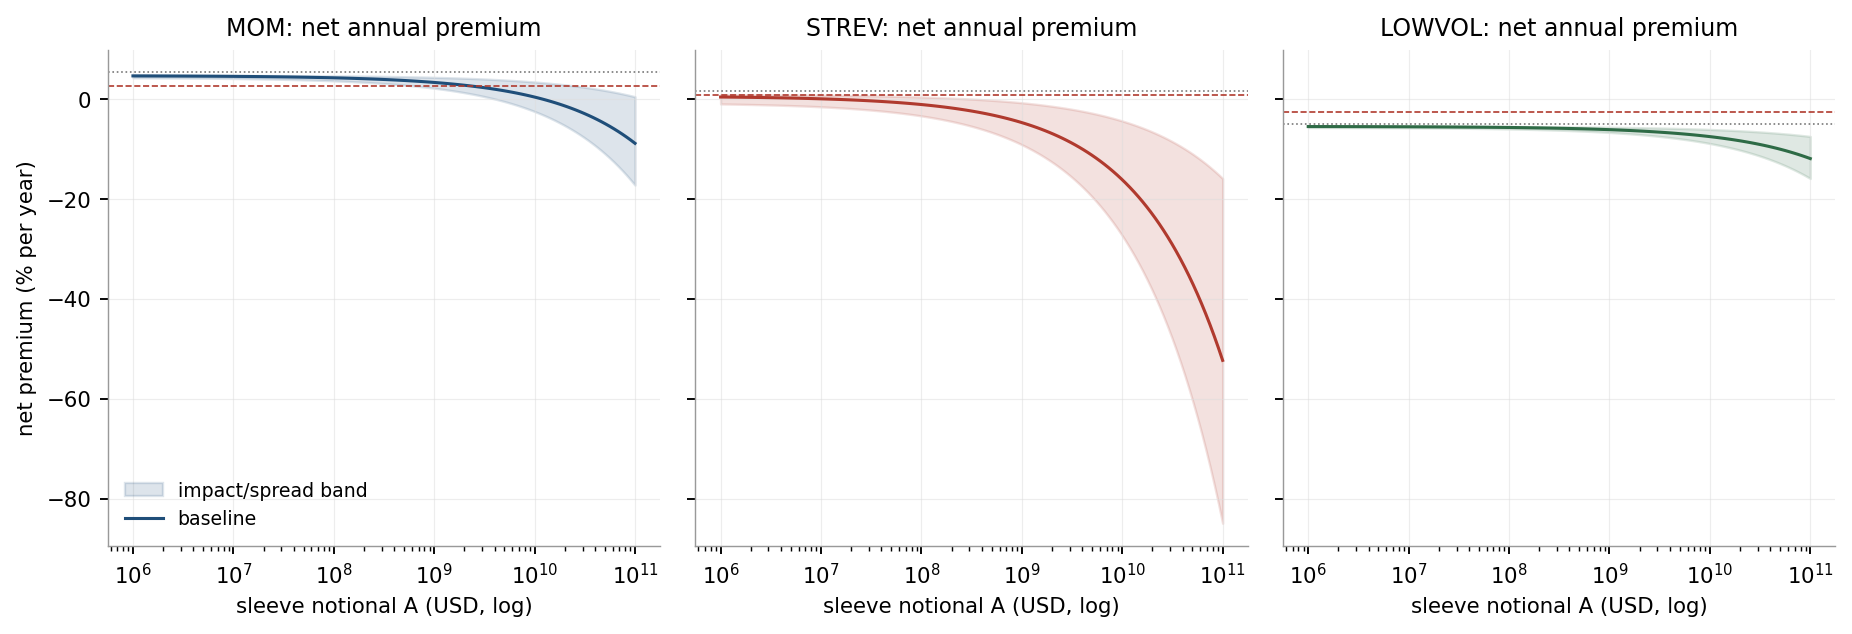 MOM: net annual premium
STREV: net annual premium
LOWVOL: net annual premium
net premium (% per year)
0
−20
−40
−60
−80
impact/spread band
baseline
10⁶ 10⁷ 10⁸ 10⁹ 10¹⁰ 10¹¹
10⁶ 10⁷ 10⁸ 10⁹ 10¹⁰ 10¹¹
10⁶ 10⁷ 10⁸ 10⁹ 10¹⁰ 10¹¹
sleeve notional A (USD, log)
sleeve notional A (USD, log)
sleeve notional A (USD, log)